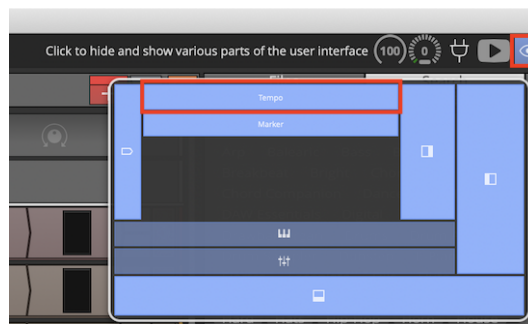 Click to hide and show various parts of the user interface
100
0
Tempo
Marker